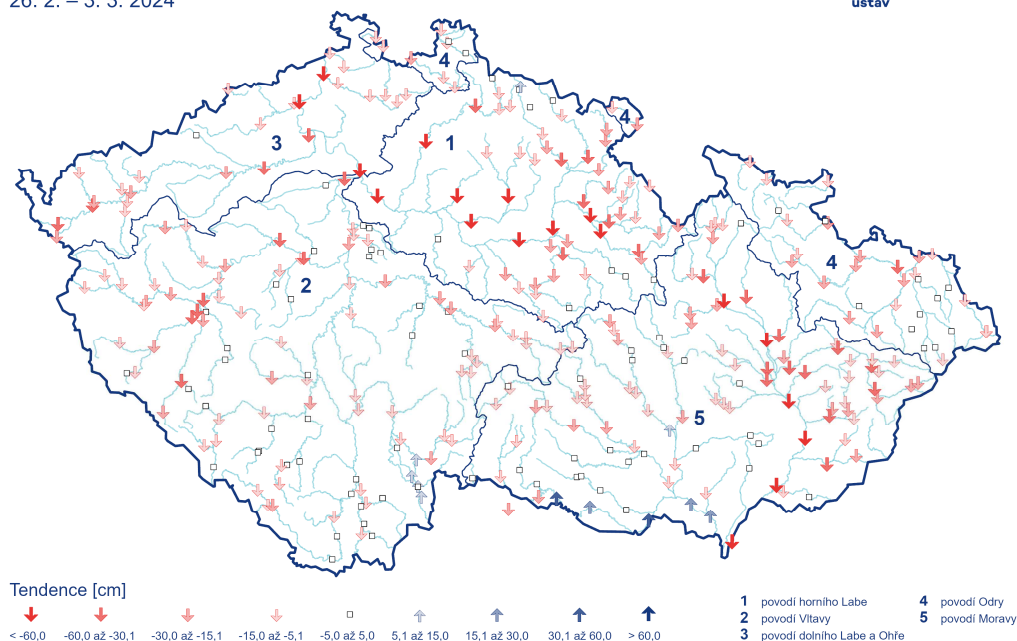 26. 2. – 3. 3. 2024
ústav
4
4
3
1
2
4
5
Tendence [cm]
< -60,0
-60,0 až -30,1
-30,0 až -15,1
-15,0 až -5,1
-5,0 až 5,0
5,1 až 15,0
15,1 až 30,0
30,1 až 60,0
> 60,0
1 povodí horního Labe
2 povodí Vltavy
3 povodí dolního Labe a Ohře
4 povodí Odry
5 povodí Moravy